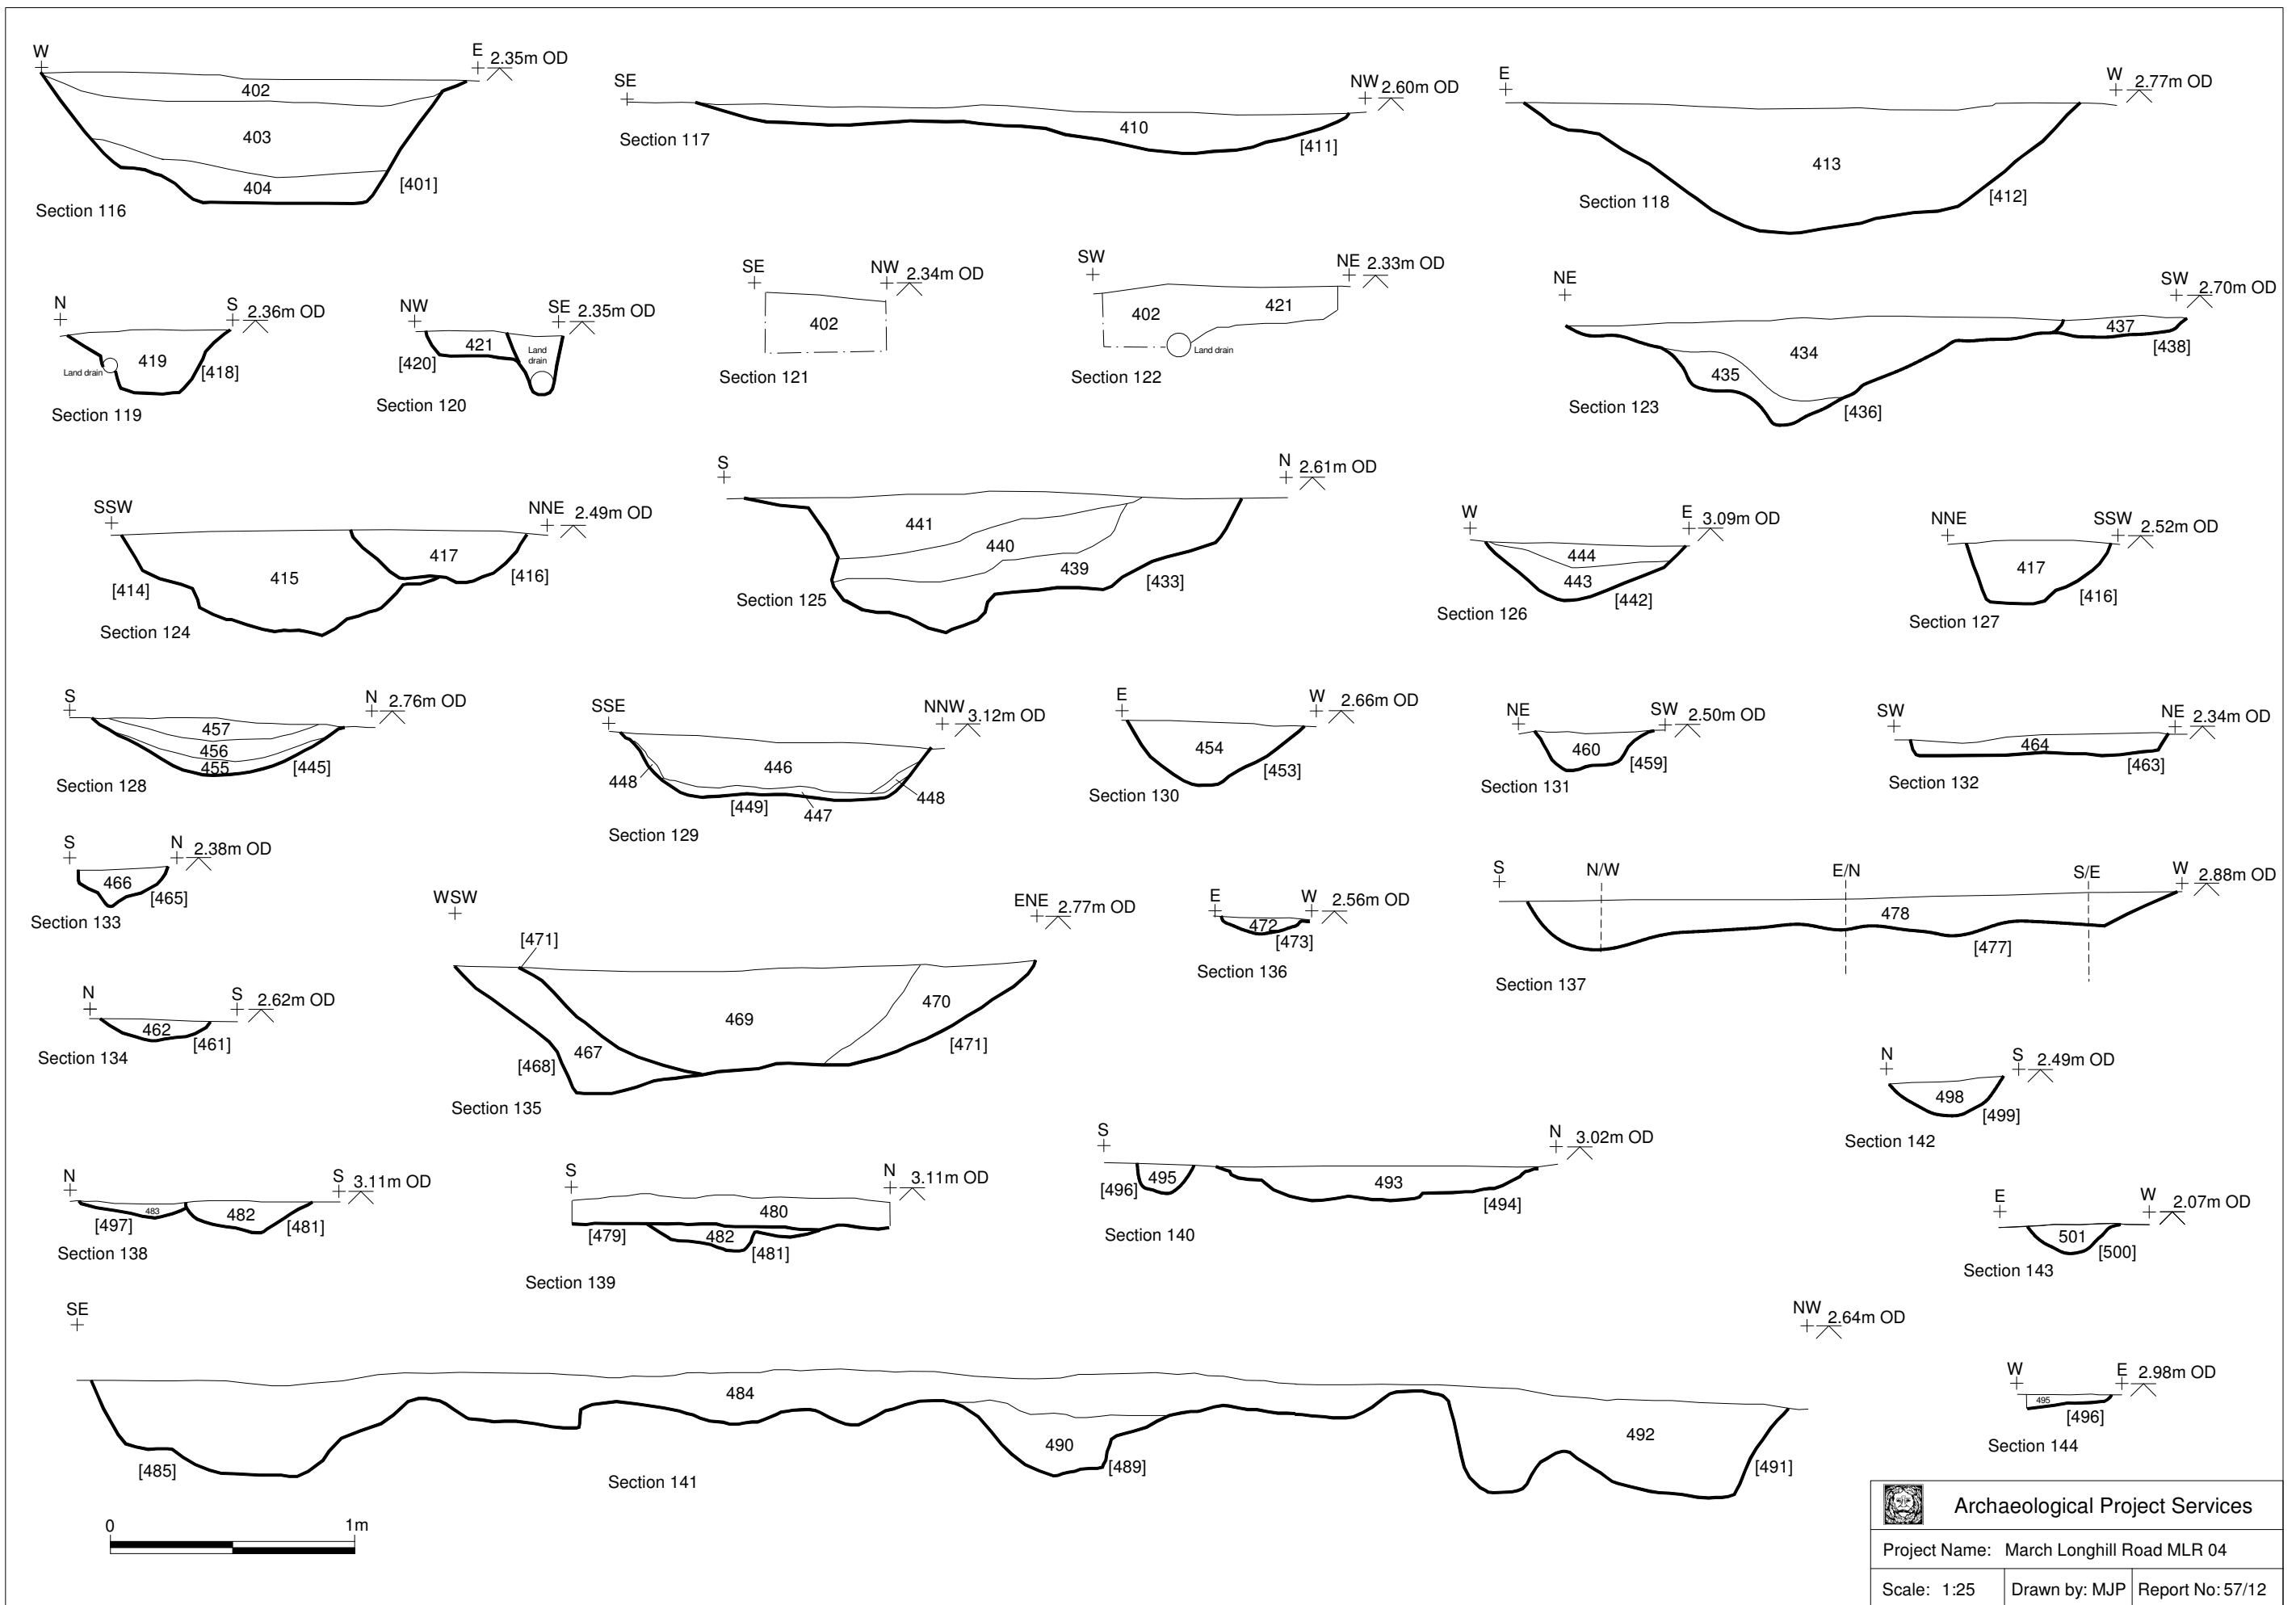 W E 2.35m OD
402
403
404
[401]
Section 116
SE NW 2.60m OD
410
[411]
Section 117
E W 2.77m OD
413
[412]
Section 118
N S 2.36m OD
419
Land drain
[418]
Section 119
NW SE 2.35m OD
421
Land
drain
[420]
Section 120
SE NW 2.34m OD
402
Section 121
SW NE 2.33m OD
402 421
Land drain
Section 122
NE SW 2.70m OD
437
434
435
[438]
[436]
Section 123
SSW NNE 2.49m OD
417
415
[414] [416]
Section 124
S N 2.61m OD
441
440
439
[433]
Section 125
W E 3.09m OD
444
443
[442]
Section 126
NNE SSW 2.52m OD
417
[416]
Section 127
S N 2.76m OD
457
456
455
[445]
Section 128
SSE NNW 3.12m OD
446
448
[449]
447
448
Section 129
E W 2.66m OD
454
[453]
Section 130
NE SW 2.50m OD
460
[459]
Section 131
SW NE 2.34m OD
464
[463]
Section 132
S N 2.38m OD
466
[465]
Section 133
N S 2.62m OD
462
[461]
Section 134
WSW ENE 2.77m OD
[471]
470
469
467
[468]
[471]
Section 135
E W 2.56m OD
472
[473]
Section 136
S N/W E/N S/E W 2.88m OD
478
[477]
Section 137
N S 3.11m OD
483 482
[497] [481]
Section 138
S N 3.11m OD
480
[479] 482
[481]
Section 139
S N 3.02m OD
495 493
[496] [494]
Section 140
N S 2.49m OD
498
[499]
Section 142
E W 2.07m OD
501
[500]
Section 143
SE NW 2.64m OD
484
490
492
[485] [489] [491]
Section 141
W E 2.98m OD
495
[496]
Section 144
0 1m
Archaeological Project Services
Project Name: March Longhill Road MLR 04
Scale: 1:25 Drawn by: MJP Report No: 57/12